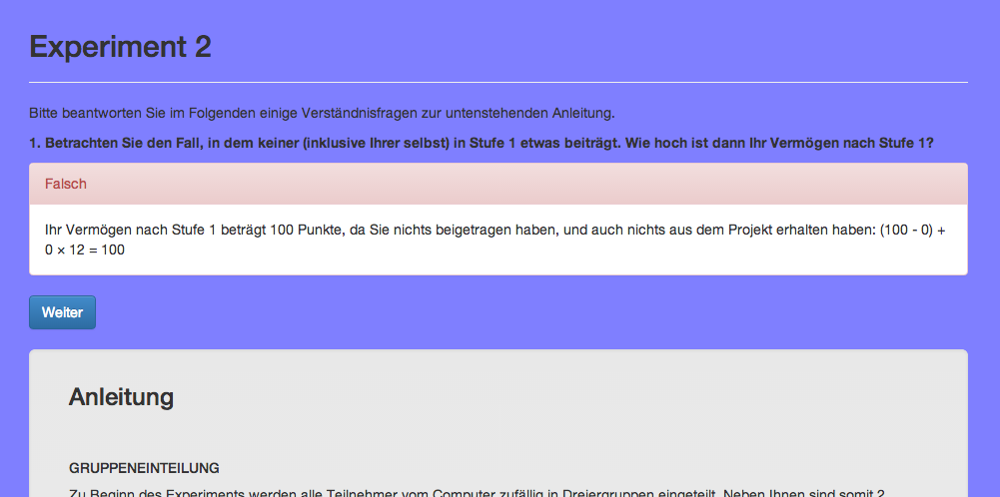 Experiment 2
Bitte beantworten Sie im Folgenden einige Verständnisfragen zur untenstehenden Anleitung.
1. Betrachten Sie den Fall, in dem keiner (inklusive Ihrer selbst) in Stufe 1 etwas beiträgt. Wie hoch ist dann Ihr Vermögen nach Stufe 1?
Falsch
Ihr Vermögen nach Stufe 1 beträgt 100 Punkte, da Sie nichts beigetragen haben, und auch nichts aus dem Projekt erhalten haben: (100 - 0) +
0 × 12 = 100
Weiter
Anleitung
GRUPPENEINTEILUNG
Zu Beginn des Experiments werden alle Teilnehmer vom Computer zufällig in Dreiergruppen eingeteilt. Neben Ihnen sind somit 2